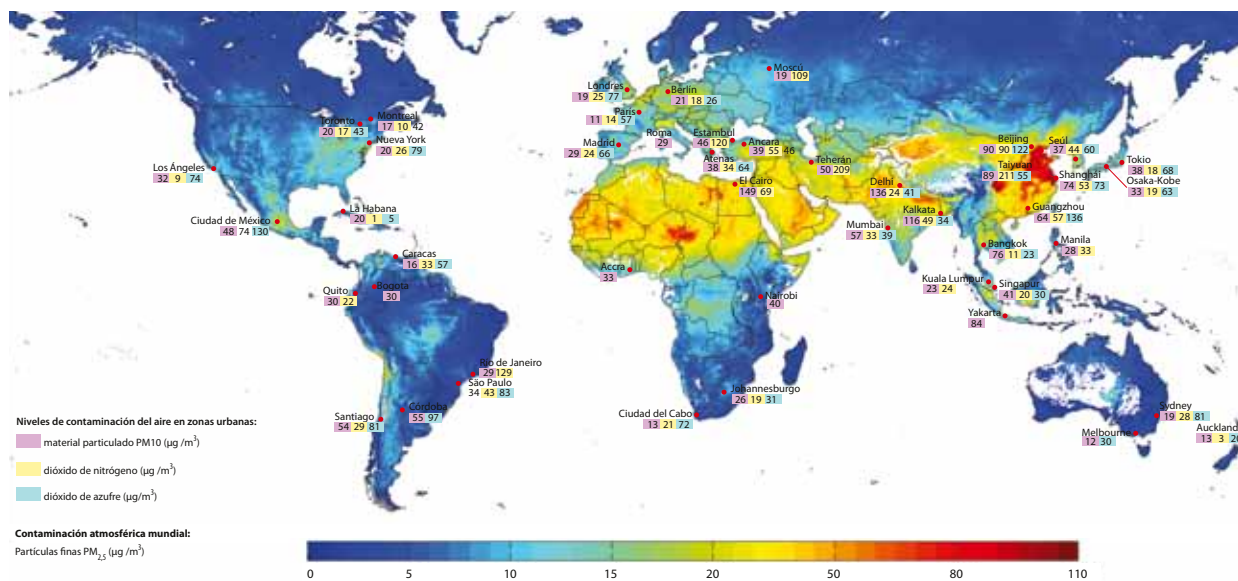 Moscú
19 109
Londres
19 25 77
Berlín
21 18 26
París
11 14 57
Montreal
17 10 42
Toronto
20 17 43
Nueva York
20 26 79
Madrid
29 24 66
Roma
29
Estambul
46 120
Ancara
39 55 46
Atenas
38 34 64
Teherán
50 209
Beijing
90 90 122
Seúl
37 44 60
Tokio
38 18 68
Osaka-Kobe
33 19 63
Taiyuan
89 211 55
Shanghái
74 53 73
Los Ángeles
32 9 74
El Cairo
149 69
Delhí
136 24 41
Kalkata
116 49 34
Guangzhou
64 57 136
La Habana
20 1 5
Ciudad de México
48 74 130
Mumbai
57 33 39
Bangkok
76 11 23
Manila
28 33
Caracas
16 33 57
Accra
33
Kuala Lumpur
23 24
Singapur
41 20 30
Quito
30 22
Bogota
30
Nairobi
40
Yakarta
84
Río de Janeiro
29 129
São Paulo
34 43 83
Johannesburgo
26 19 31
Córdoba
55 97
Santiago
54 29 81
Ciudad del Cabo
13 21 72
Sydney
19 28 81
Melbourne
12 30
Auckland
13 3 20
Niveles de contaminación del aire en zonas urbanas:
material particulado PM10 (µg /m³)
dióxido de nitrógeno (µg /m³)
dióxido de azufre (µg/m³)
Contaminación atmosférica mundial:
Partículas finas PM2,5 (µg /m³)
0 5 10 15 20 50 80 110